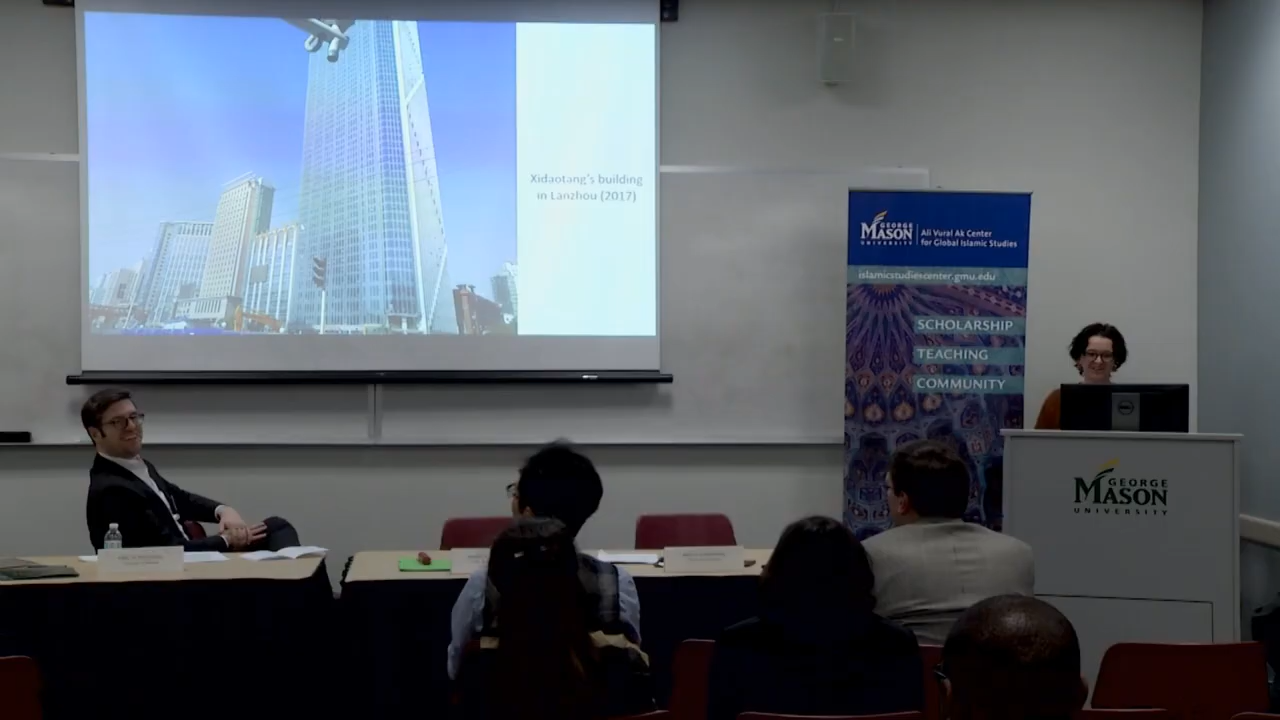 Xidaotang's building
in Lanzhou (2017)
GEORGE
MASON
UNIVERSITY
Ali Vural Ak Center
for Global Islamic Studies
islamicstudiescenter.gmu.edu
SCHOLARSHIP
TEACHING
COMMUNITY
DELL
GEORGE
MASON
UNIVERSITY